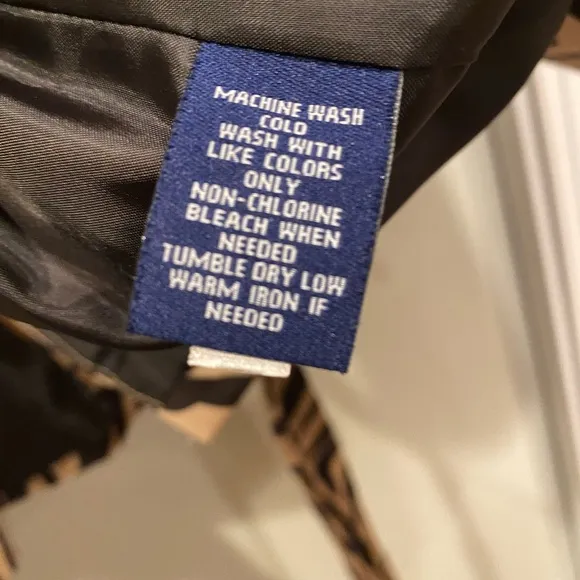 MACHINE WASH
COLD
WASH WITH
LIKE COLORS
ONLY
NON-CHLORINE
BLEACH WHEN
NEEDED
TUMBLE DRY LOW
WARM IRON IF
NEEDED